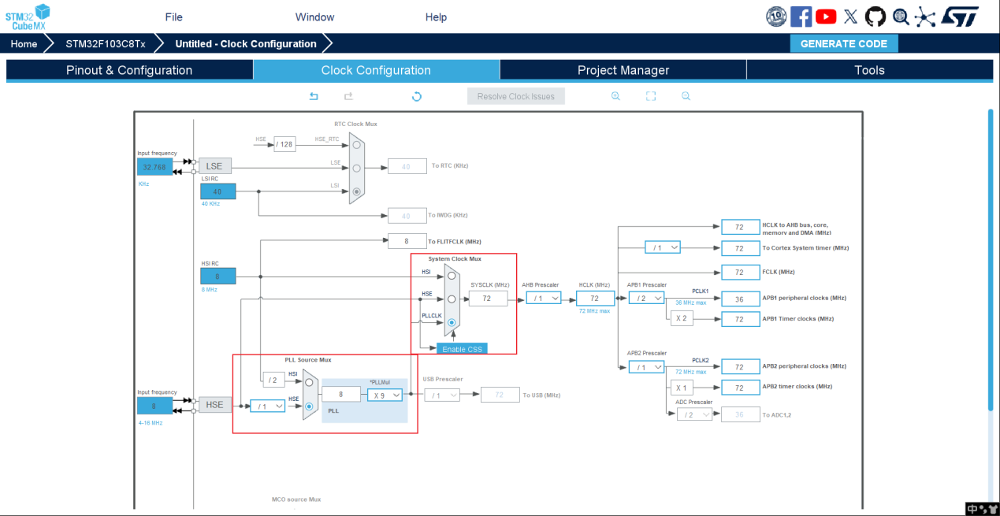 STM32
CubeMX
File
Window
Help
10
Home
STM32F103C8Tx
Untitled - Clock Configuration
GENERATE CODE
Pinout & Configuration
Clock Configuration
Project Manager
Tools
Resolve Clock Issues
RTC Clock Mux
HSE
/ 128
HSE_RTC
Input frequency
32.768
KHz
LSE
LSE
40
To RTC (KHz)
LSI RC
40
40 KHz
LSI
40
To IWDG (KHz)
8
To FLITFCLK (MHz)
HCLK to AHB bus, core,
memory and DMA (MHz)
72
/ 1
72
To Cortex System timer (MHz)
System Clock Mux
HSI RC
8
8 MHz
HSI
72
FCLK (MHz)
SYSCLK (MHz)
AHB Prescaler
HCLK (MHz)
APB1 Prescaler
HSE
72
/ 1
72
72 MHz max
/ 2
PCLK1
36 MHz max
36
APB1 peripheral clocks (MHz)
PLLCLK
X 2
72
APB1 Timer clocks (MHz)
Enable CSS
APB2 Prescaler
PLL Source Mux
/ 1
PCLK2
72 MHz max
72
APB2 peripheral clocks (MHz)
HSI
/ 2
*PLLMul
USB Prescaler
X 1
72
APB2 timer clocks (MHz)
Input frequency
8
4-16 MHz
HSE
/ 1
HSE
8
X 9
PLL
/ 1
72
To USB (MHz)
ADC Prescaler
/ 2
36
To ADC1,2
MCO source Mux
中